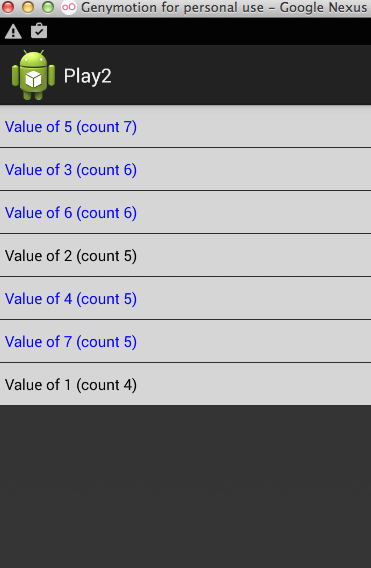 Genymotion for personal use - Google Nexus
Play2
Value of 5 (count 7)
Value of 3 (count 6)
Value of 6 (count 6)
Value of 2 (count 5)
Value of 4 (count 5)
Value of 7 (count 5)
Value of 1 (count 4)